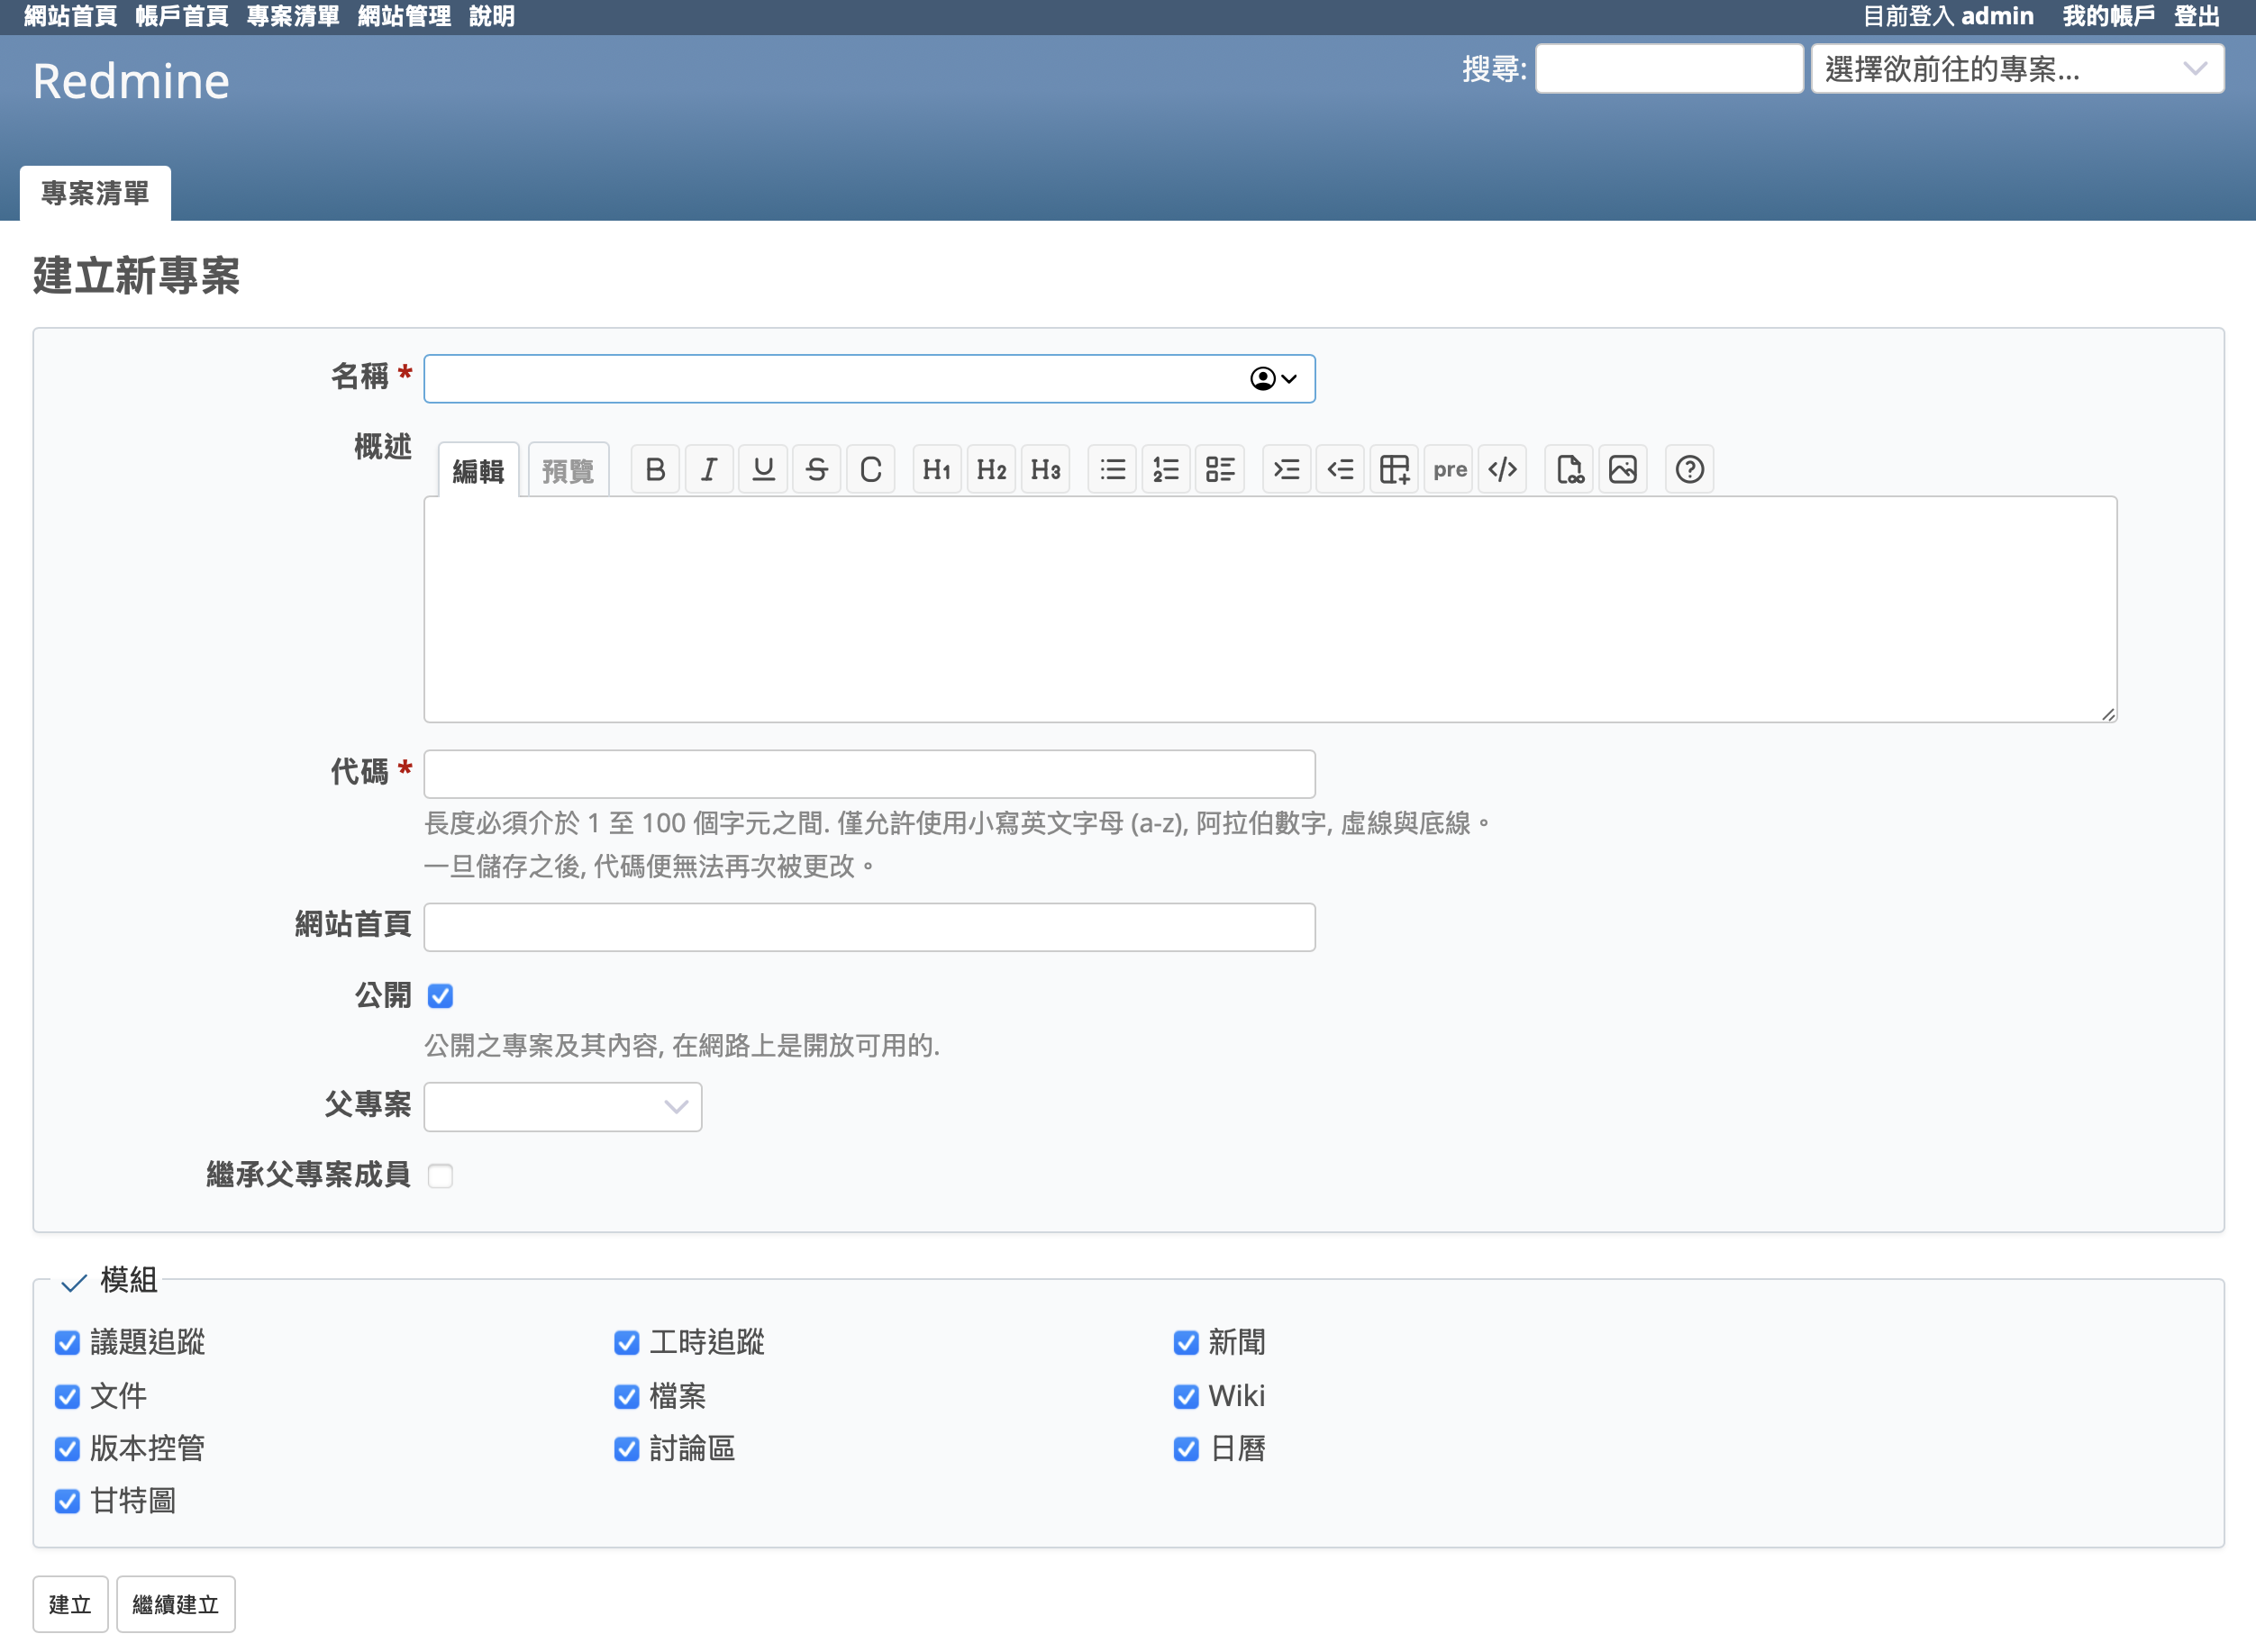 網站首頁 帳戶首頁 專案清單 網站管理 說明 目前登入 admin 我的帳戶 登出
Redmine
搜尋: 選擇欲前往的專案...
專案清單
建立新專案
名稱 *
概述 編輯 預覽 B I U S C H1 H2 H3 pre </> ?
代碼 *
長度必須介於 1 至 100 個字元之間. 僅允許使用小寫英文字母 (a-z), 阿拉伯數字, 虛線與底線。
一旦儲存之後, 代碼便無法再次被更改。
網站首頁
公開
公開之專案及其內容, 在網路上是開放可用的.
父專案
繼承父專案成員
模組
議題追蹤 工時追蹤 新聞
文件 檔案 Wiki
版本控管 討論區 日曆
甘特圖
建立 繼續建立